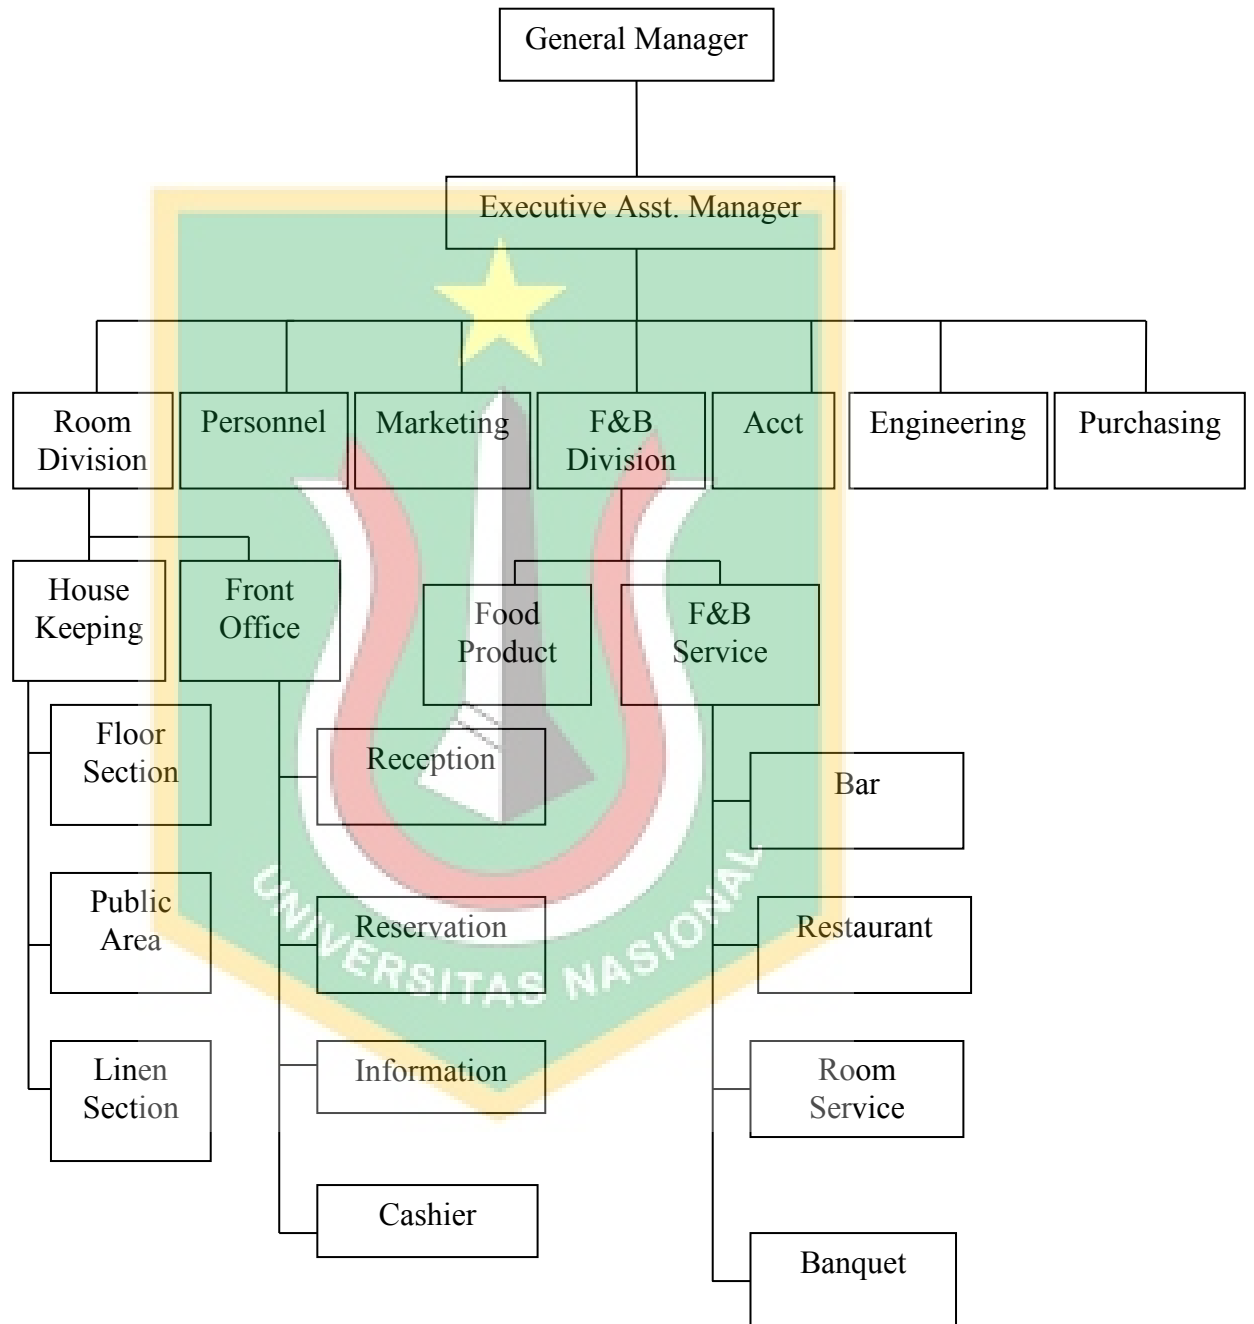 General Manager
Executive Asst. Manager
Room
Division
Personnel
Marketing
F&B
Division
Acct
Engineering
Purchasing
House
Keeping
Front
Office
Food
Product
F&B
Service
Floor
Section
Reception
Bar
Public
Area
Reservation
Restaurant
Linen
Section
Information
Room
Service
Cashier
Banquet
UNIVERSITAS NASIONAL